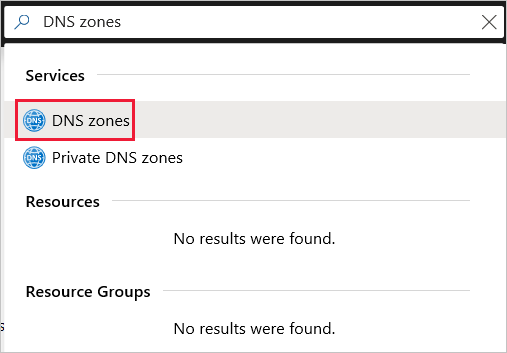 DNS zones
Services
DNS DNS zones
DNS Private DNS zones
Resources
No results were found.
Resource Groups
s
No results were found.